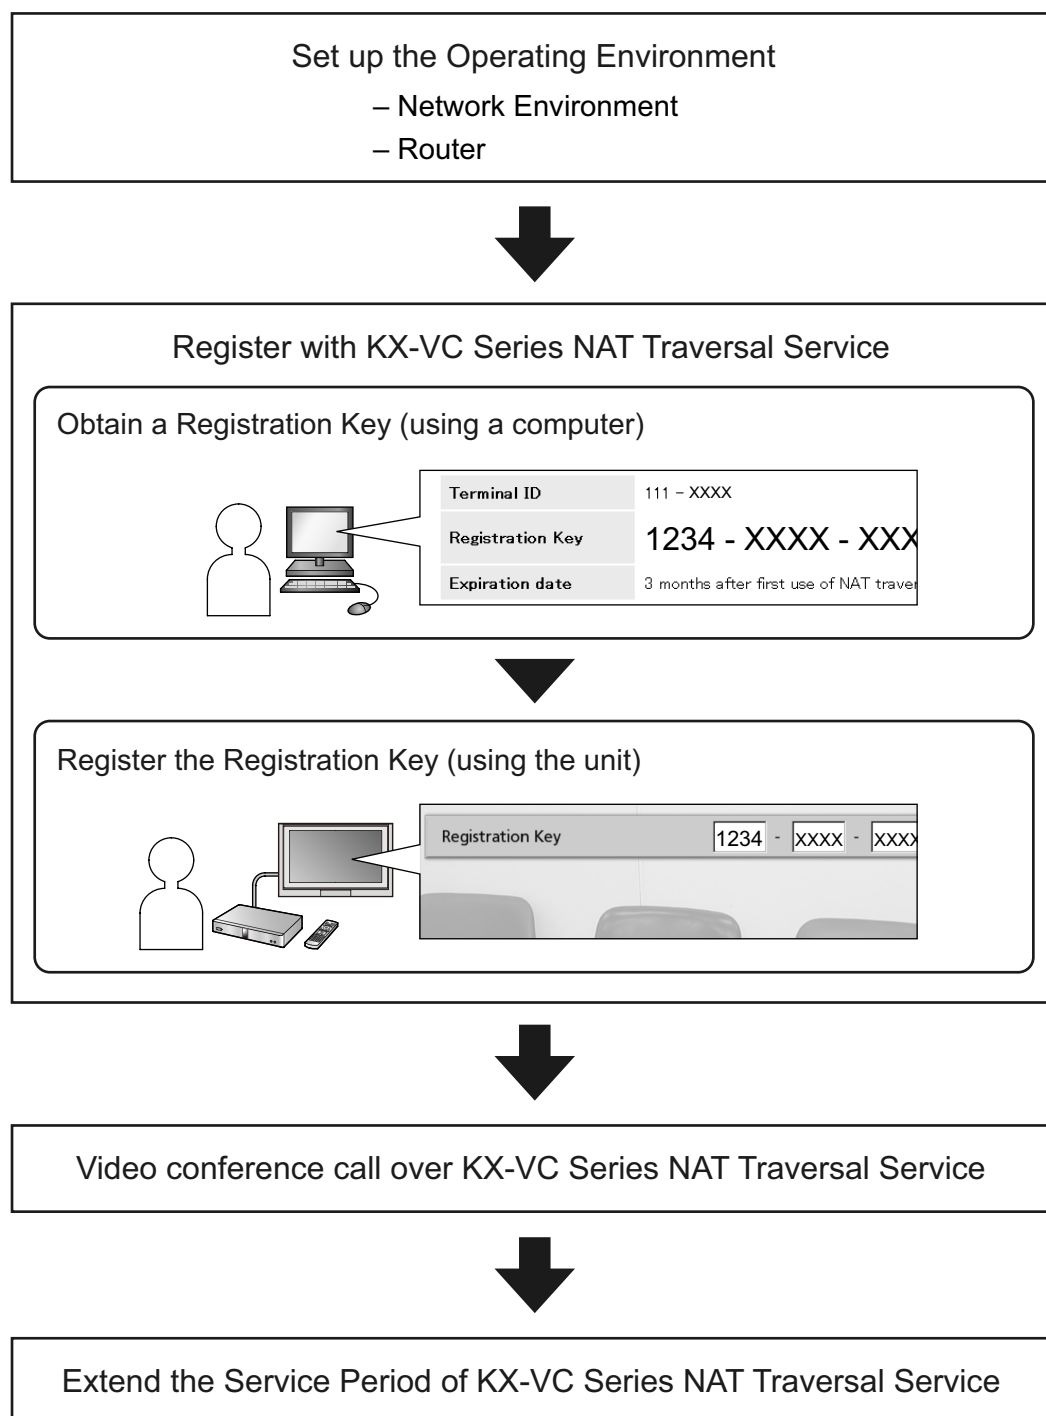 Set up the Operating Environment
– Network Environment
– Router
Register with KX-VC Series NAT Traversal Service
Obtain a Registration Key (using a computer)
Terminal ID 111 – XXXX
Registration Key 1234 - XXXX - XXX
Expiration date 3 months after first use of NAT traver
Register the Registration Key (using the unit)
Registration Key 1234 - XXXX - XXXX
Video conference call over KX-VC Series NAT Traversal Service
Extend the Service Period of KX-VC Series NAT Traversal Service